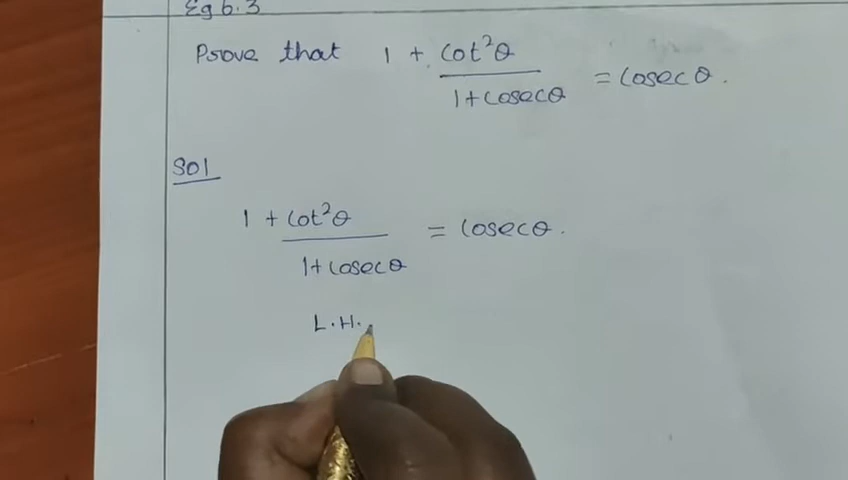 Eg 6.3
Prove that 1 + cot²θ / 1+cosecθ = cosecθ.
Sol
1 + cot²θ / 1+cosecθ = cosecθ.
L.H.